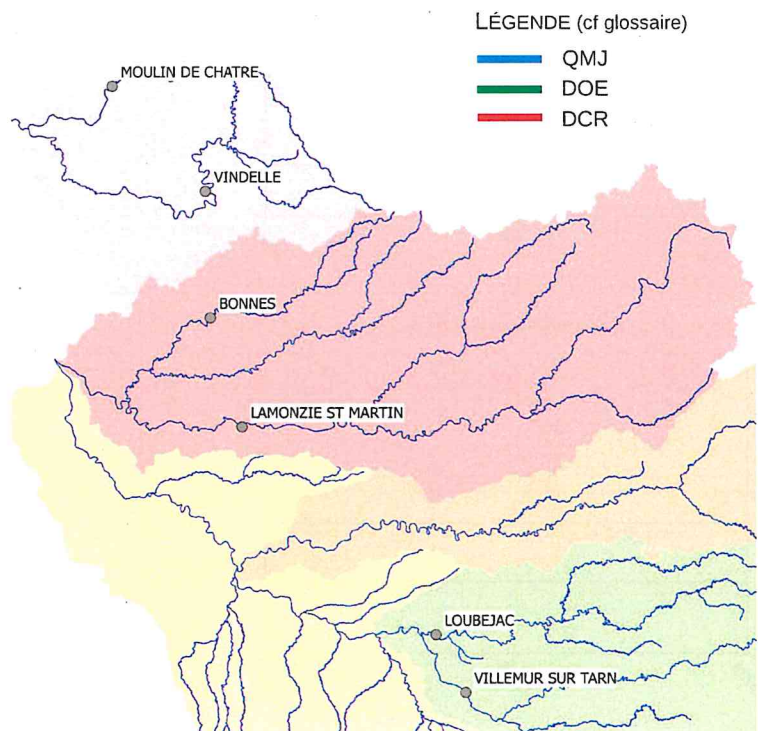 LÉGENDE (cf glossaire)
QMJ
DOE
DCR
MOULIN DE CHATRE
VINDELLE
BONNES
LAMONZIE ST MARTIN
LOUBEJAC
VILLEMUR SUR TARN